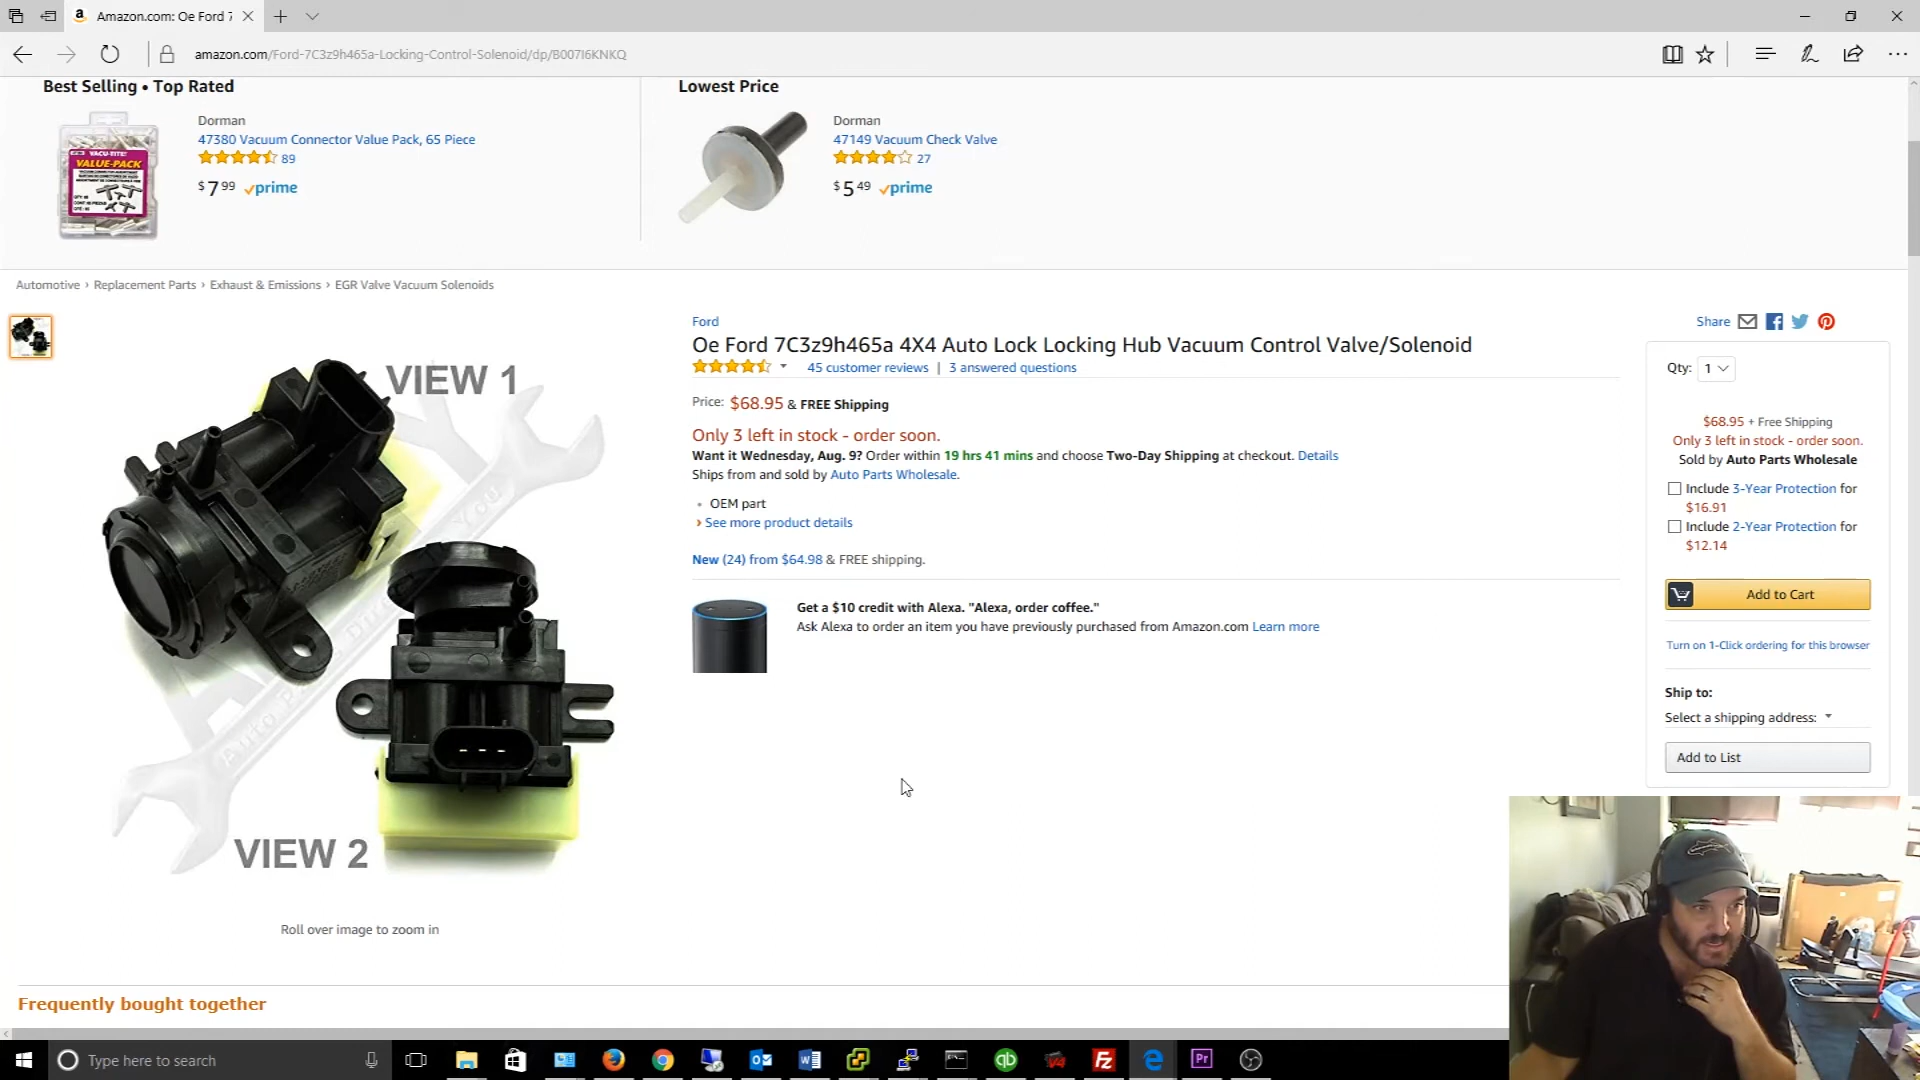 Amazon.com: Oe Ford 7
amazon.com/Ford-7C3z9h465a-Locking-Control-Solenoid/dp/B007I6KNKQ
Best Selling • Top Rated
Dorman
47380 Vacuum Connector Value Pack, 65 Piece
89
$7 99 prime
VACU-TITE!
VALUE-PACK
Lowest Price
Dorman
47149 Vacuum Check Valve
27
$5 49 prime
Automotive › Replacement Parts › Exhaust & Emissions › EGR Valve Vacuum Solenoids
VIEW 1
VIEW 2
Roll over image to zoom in
Ford
Oe Ford 7C3z9h465a 4X4 Auto Lock Locking Hub Vacuum Control Valve/Solenoid
45 customer reviews | 3 answered questions
Price: $68.95 & FREE Shipping
Only 3 left in stock - order soon.
Want it Wednesday, Aug. 9? Order within 19 hrs 41 mins and choose Two-Day Shipping at checkout. Details
Ships from and sold by Auto Parts Wholesale.
• OEM part
› See more product details
New (24) from $64.98 & FREE shipping.
Get a $10 credit with Alexa. "Alexa, order coffee."
Ask Alexa to order an item you have previously purchased from Amazon.com Learn more
Share
Qty: 1
$68.95 + Free Shipping
Only 3 left in stock - order soon.
Sold by Auto Parts Wholesale
Include 3-Year Protection for
$16.91
Include 2-Year Protection for
$12.14
Add to Cart
Turn on 1-Click ordering for this browser
Ship to:
Select a shipping address:
Add to List
Frequently bought together
Type here to search